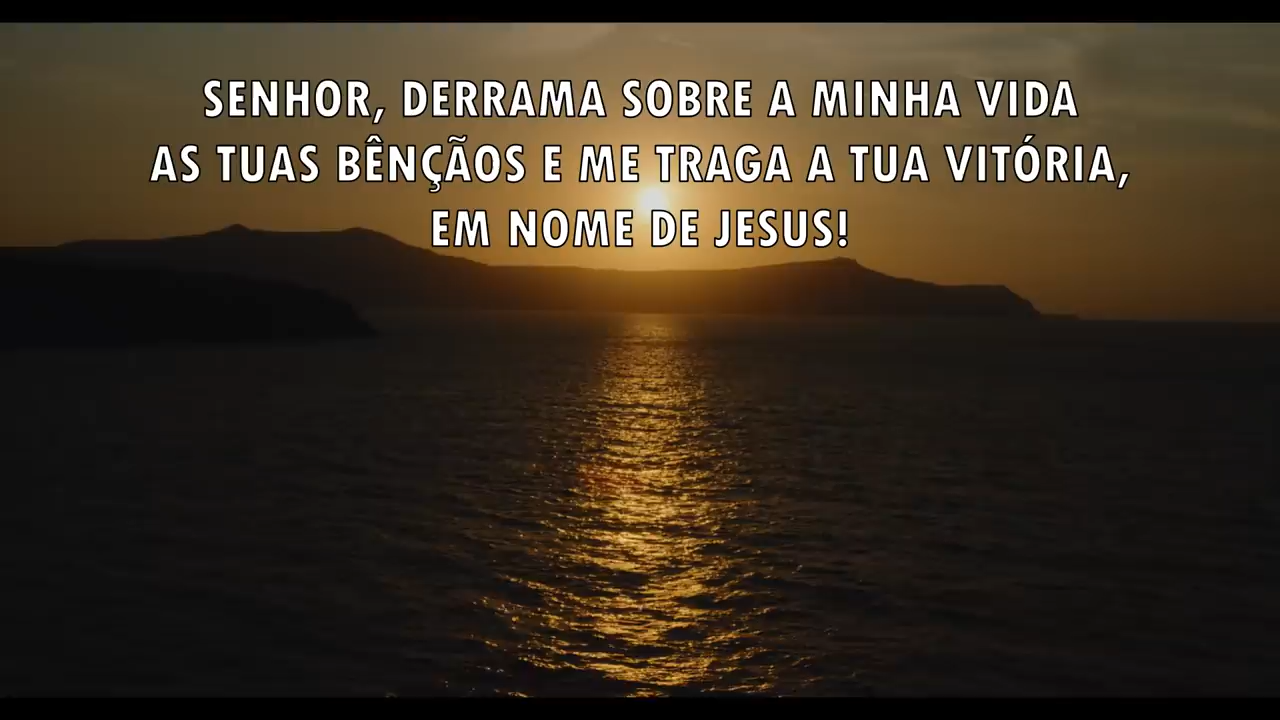 SENHOR, DERRAMA SOBRE A MINHA VIDA
AS TUAS BÊNÇÃOS E ME TRAGA A TUA VITÓRIA,
EM NOME DE JESUS!